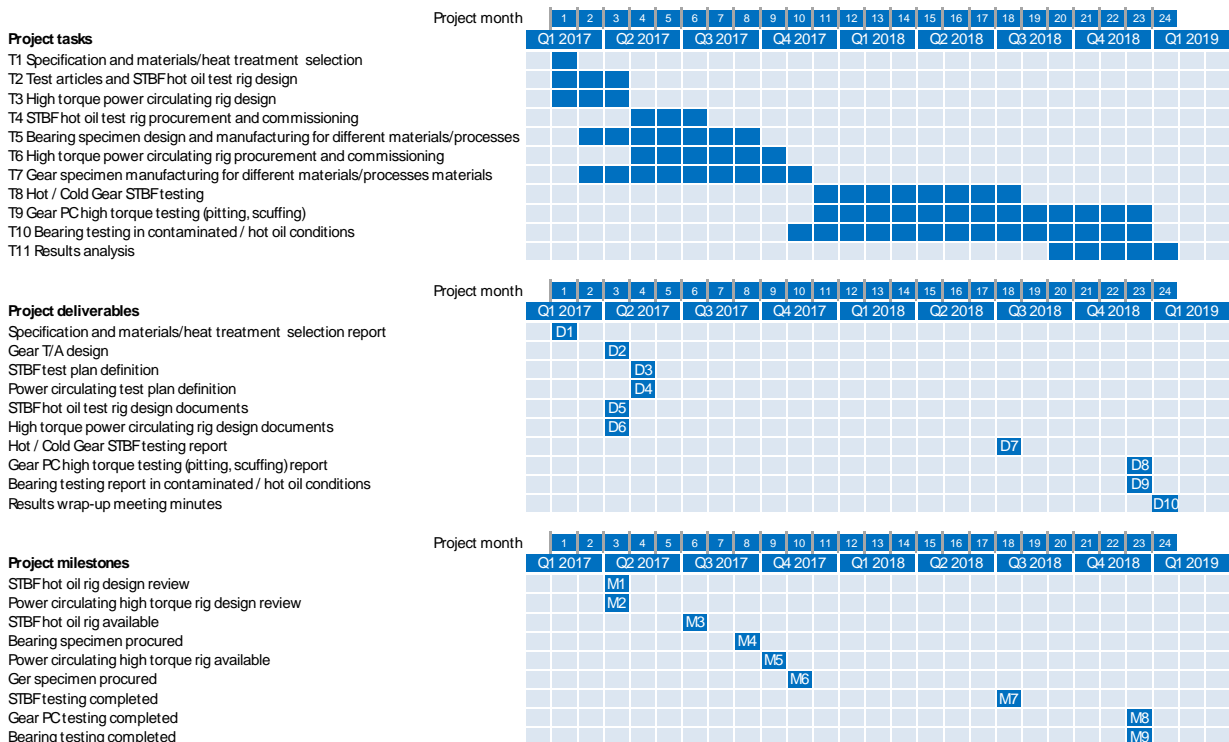 Project month 1 2 3 4 5 6 7 8 9 10 11 12 13 14 15 16 17 18 19 20 21 22 23 24
Project tasks Q1 2017 Q2 2017 Q3 2017 Q4 2017 Q1 2018 Q2 2018 Q3 2018 Q4 2018 Q1 2019
T1 Specification and materials/heat treatment selection
T2 Test articles and STBF hot oil test rig design
T3 High torque power circulating rig design
T4 STBF hot oil test rig procurement and commissioning
T5 Bearing specimen design and manufacturing for different materials/processes
T6 High torque power circulating rig procurement and commissioning
T7 Gear specimen manufacturing for different materials/processes materials
T8 Hot / Cold Gear STBF testing
T9 Gear PC high torque testing (pitting, scuffing)
T10 Bearing testing in contaminated / hot oil conditions
T11 Results analysis
Project month 1 2 3 4 5 6 7 8 9 10 11 12 13 14 15 16 17 18 19 20 21 22 23 24
Project deliverables Q1 2017 Q2 2017 Q3 2017 Q4 2017 Q1 2018 Q2 2018 Q3 2018 Q4 2018 Q1 2019
Specification and materials/heat treatment selection report D1
Gear T/A design D2
STBF test plan definition D3
Power circulating test plan definition D4
STBF hot oil test rig design documents D5
High torque power circulating rig design documents D6
Hot / Cold Gear STBF testing report D7
Gear PC high torque testing (pitting, scuffing) report D8
Bearing testing report in contaminated / hot oil conditions D9
Results wrap-up meeting minutes D10
Project month 1 2 3 4 5 6 7 8 9 10 11 12 13 14 15 16 17 18 19 20 21 22 23 24
Project milestones Q1 2017 Q2 2017 Q3 2017 Q4 2017 Q1 2018 Q2 2018 Q3 2018 Q4 2018 Q1 2019
STBF hot oil rig design review M1
Power circulating high torque rig design review M2
STBF hot oil rig available M3
Bearing specimen procured M4
Power circulating high torque rig available M5
Ger specimen procured M6
STBF testing completed M7
Gear PC testing completed M8
Bearing testing completed M9